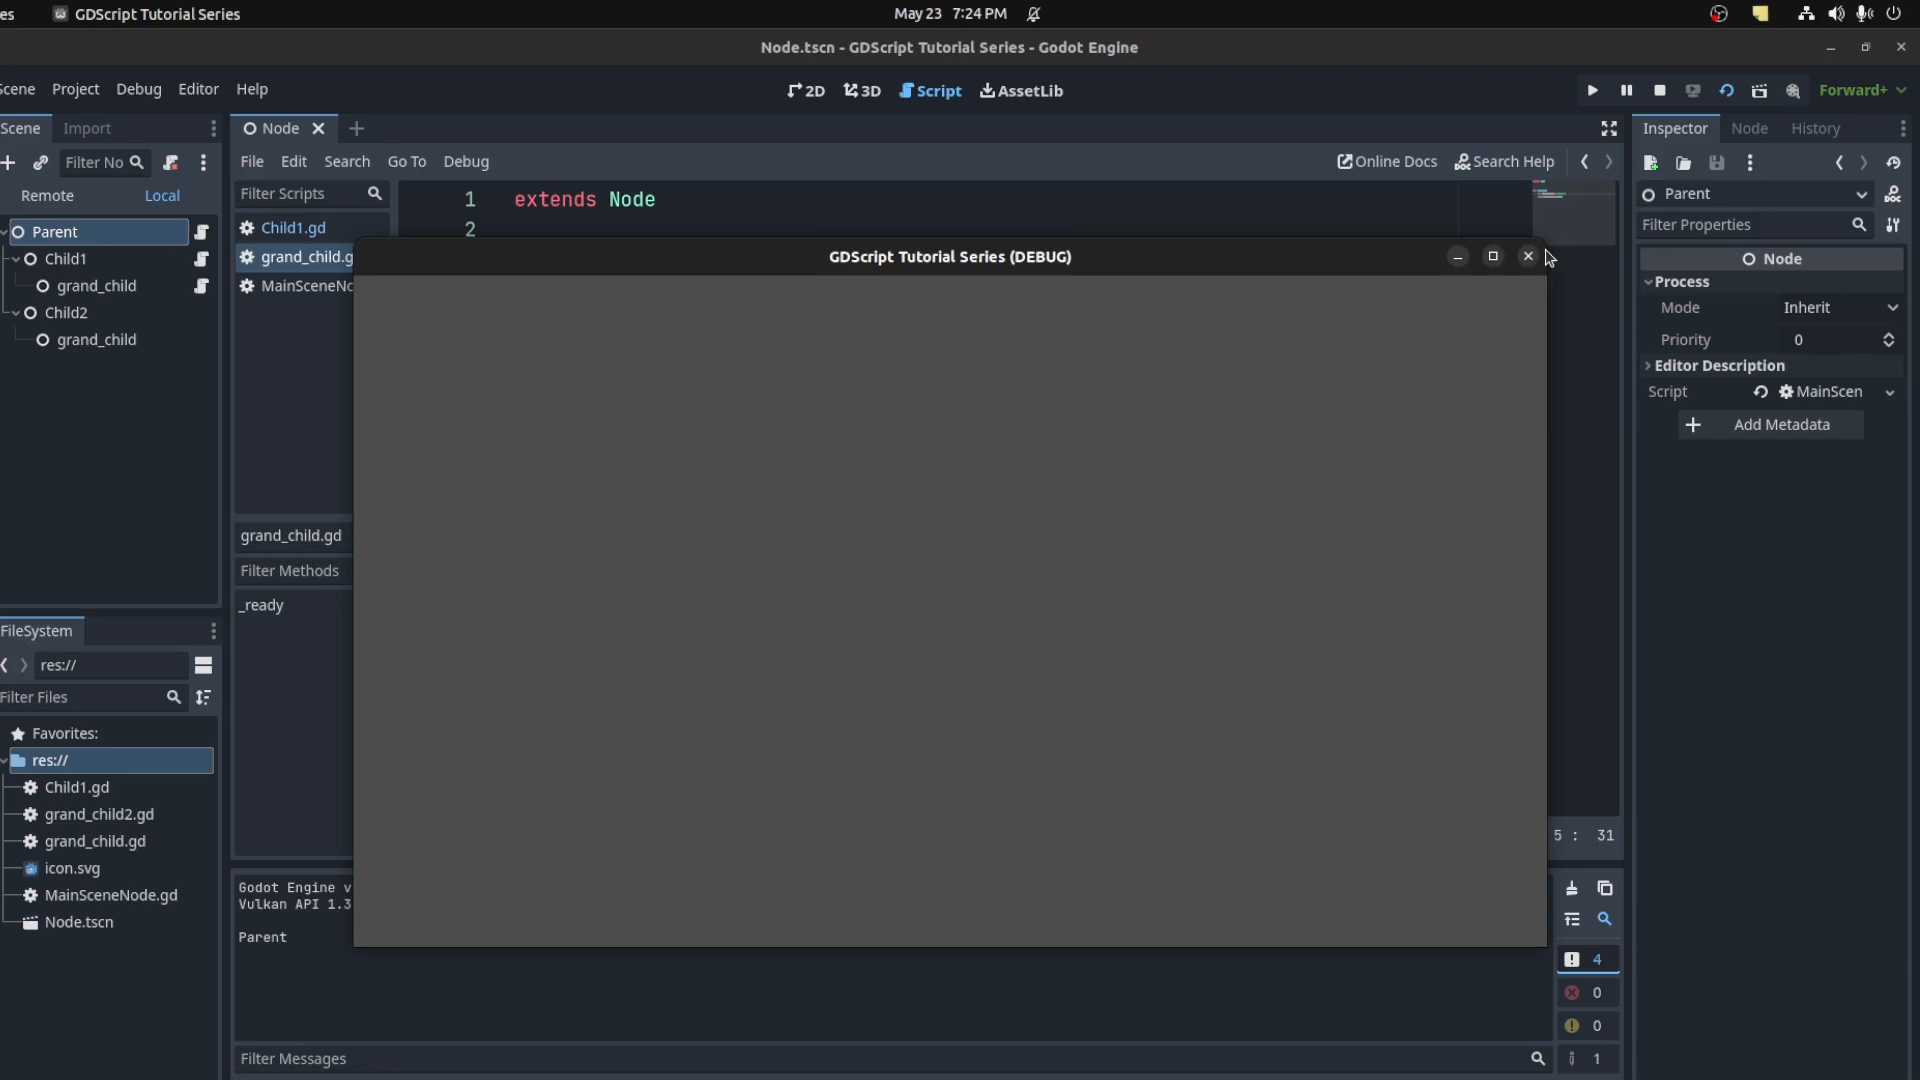 es GDScript Tutorial Series May 23 7:24 PM
Node.tscn - GDScript Tutorial Series - Godot Engine
Scene Project Debug Editor Help 2D 3D Script AssetLib Forward+
Scene Import
Filter No
Remote Local
Parent
Child1
grand_child
Child2
grand_child
FileSystem
res://
Filter Files
Favorites:
res://
Child1.gd
grand_child2.gd
grand_child.gd
icon.svg
MainSceneNode.gd
Node.tscn
Node
File Edit Search Go To Debug Online Docs Search Help
Filter Scripts
Child1.gd
grand_child.g
MainSceneNo
grand_child.gd
Filter Methods
_ready
1 extends Node
2
GDScript Tutorial Series (DEBUG)
5 : 31
Godot Engine v
Vulkan API 1.3
Parent
Filter Messages
4
0
0
1
Inspector Node History
Parent
Filter Properties
Node
Process
Mode Inherit
Priority 0
Editor Description
Script MainScen
Add Metadata